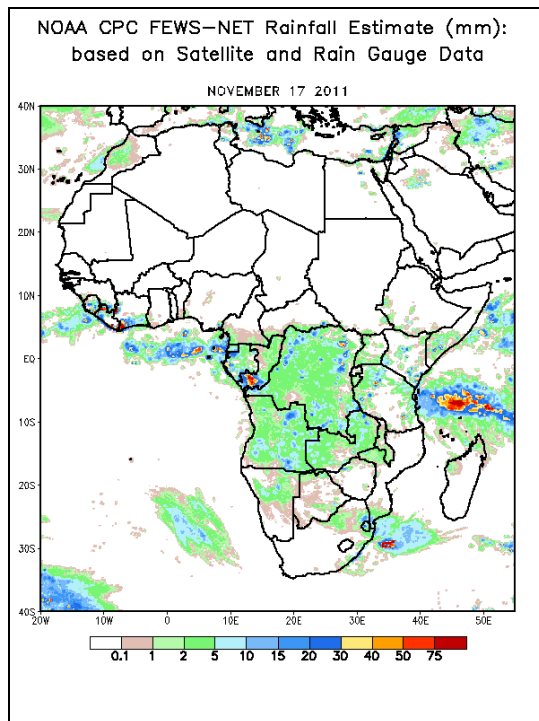 NOAA CPC FEWS-NET Rainfall Estimate (mm):
based on Satellite and Rain Gauge Data
NOVEMBER 17 2011
40N
30N
20N
10N
EQ
10S
20S
30S
40S
20W 10W 0 10E 20E 30E 40E 50E
0.1 1 2 5 10 15 20 30 40 50 75